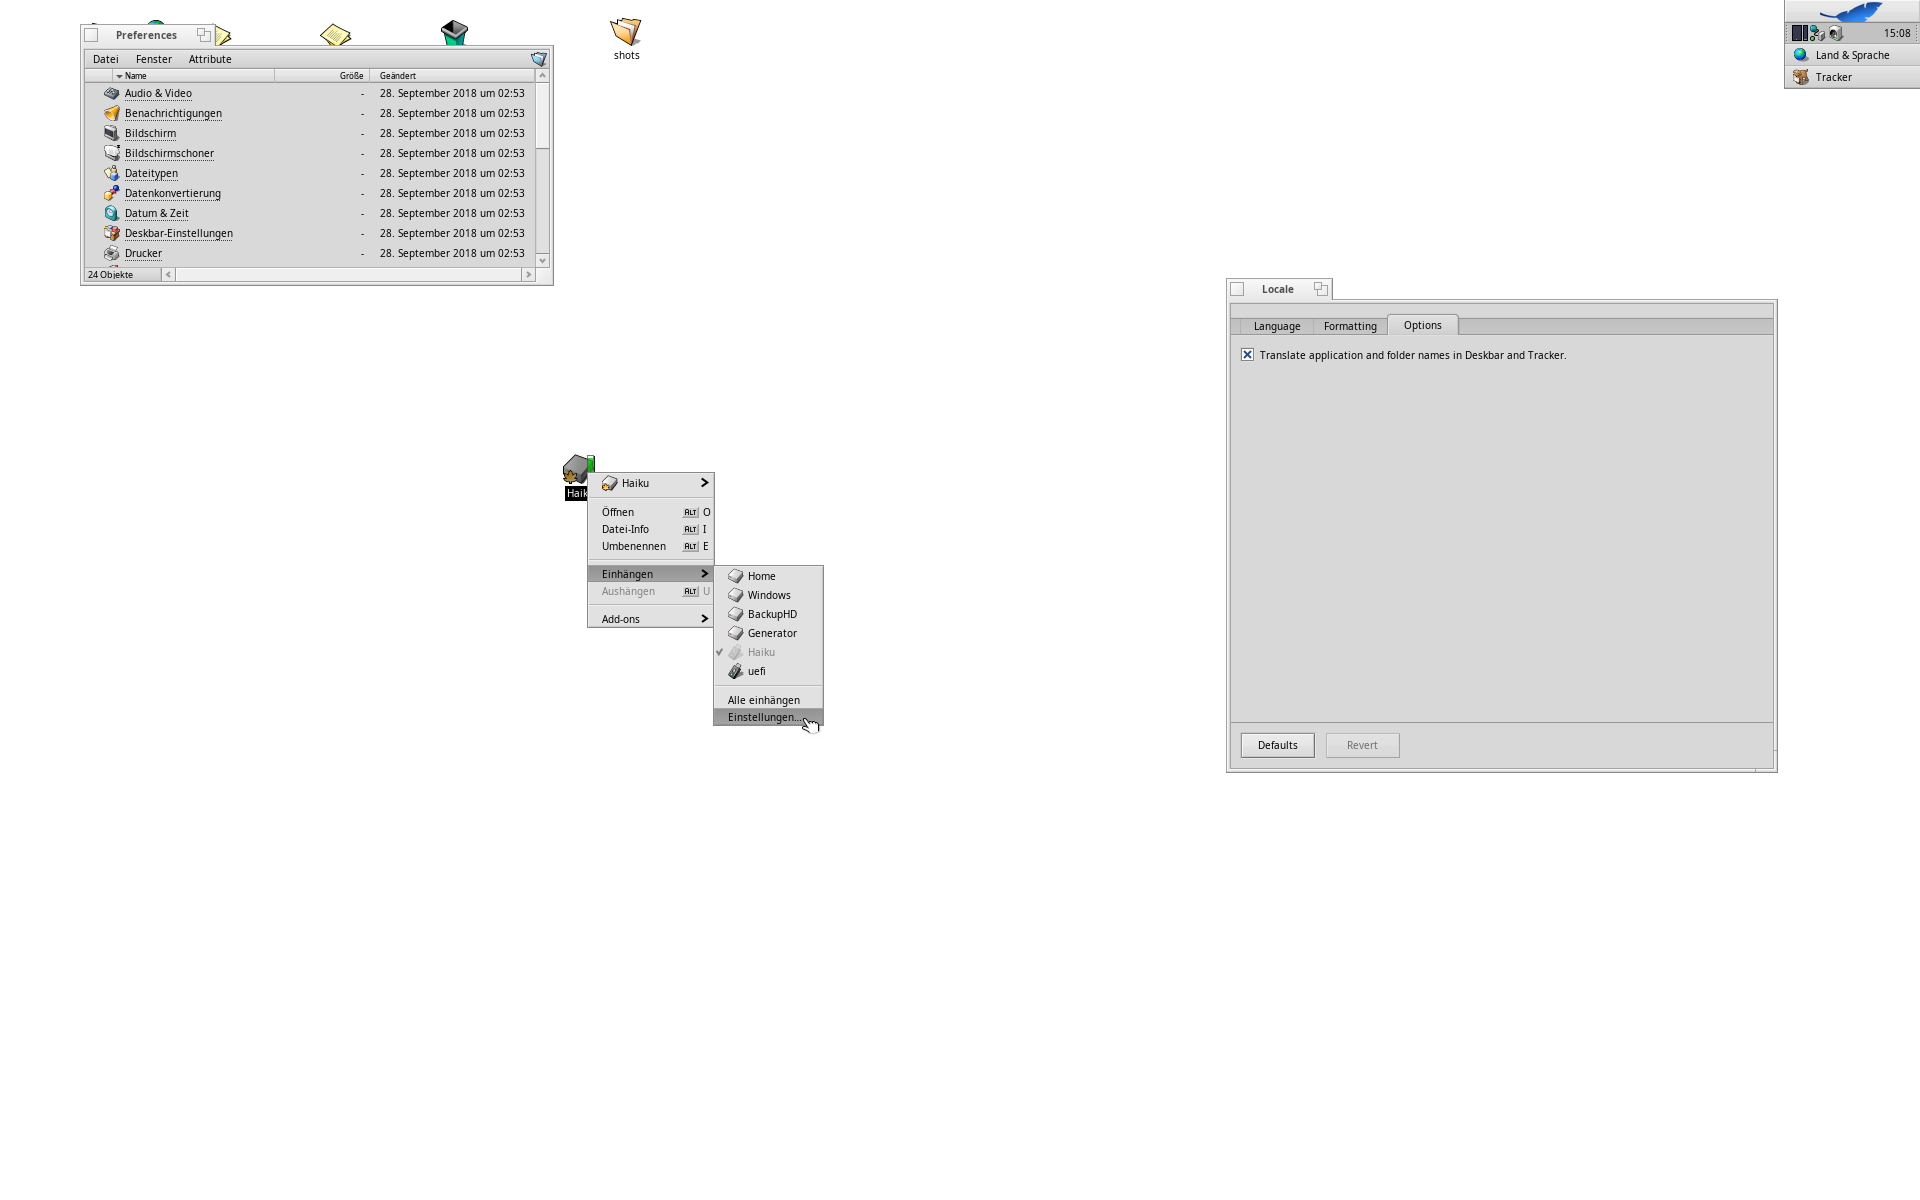 Preferences
Datei Fenster Attribute
Name Größe Geändert
Audio & Video - 28. September 2018 um 02:53
Benachrichtigungen - 28. September 2018 um 02:53
Bildschirm - 28. September 2018 um 02:53
Bildschirmschoner - 28. September 2018 um 02:53
Dateitypen - 28. September 2018 um 02:53
Datenkonvertierung - 28. September 2018 um 02:53
Datum & Zeit - 28. September 2018 um 02:53
Deskbar-Einstellungen - 28. September 2018 um 02:53
Drucker - 28. September 2018 um 02:53
24 Objekte
shots
15:08
Land & Sprache
Tracker
Haik
Haiku
Öffnen ALT O
Datei-Info ALT I
Umbenennen ALT E
Einhängen
Aushängen ALT U
Add-ons
Home
Windows
BackupHD
Generator
Haiku
uefi
Alle einhängen
Einstellungen...
Locale
Language Formatting Options
Translate application and folder names in Deskbar and Tracker.
Defaults Revert